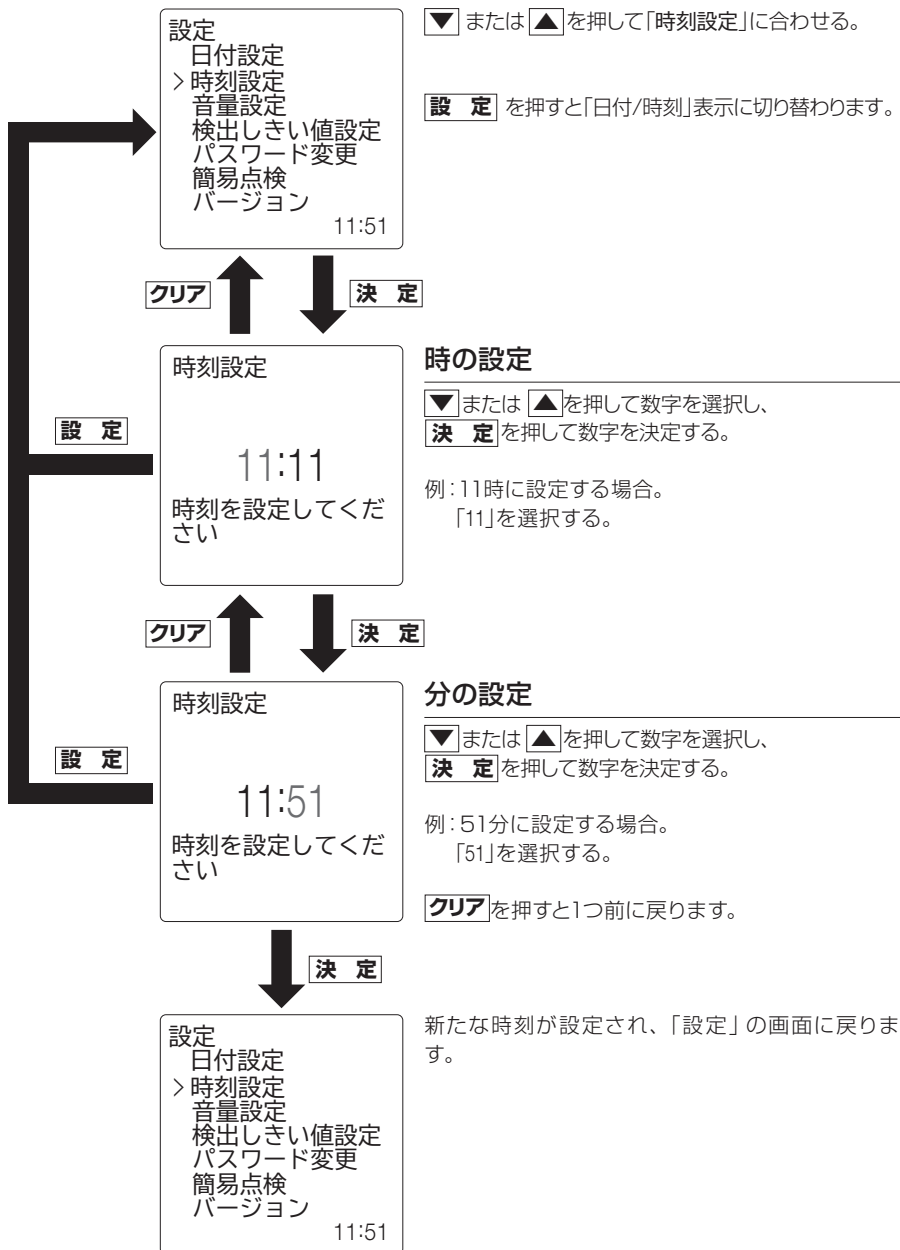 設定
日付設定
>時刻設定
音量設定
検出しきい値設定
パスワード変更
簡易点検
バージョン
11:51
▼または▲を押して「時刻設定」に合わせる。
設 定 を押すと「日付/時刻」表示に切り替わります。
クリア
決 定
時刻設定
11:11
時刻を設定してくだ
さい
設 定
時の設定
▼または▲を押して数字を選択し、
決 定を押して数字を決定する。
例:11時に設定する場合。
「11」を選択する。
クリア
決 定
時刻設定
11:51
時刻を設定してくだ
さい
設 定
分の設定
▼または▲を押して数字を選択し、
決 定を押して数字を決定する。
例:51分に設定する場合。
「51」を選択する。
クリアを押すと1つ前に戻ります。
決 定
設定
日付設定
>時刻設定
音量設定
検出しきい値設定
パスワード変更
簡易点検
バージョン
11:51
新たな時刻が設定され、「設定」の画面に戻りま
す。